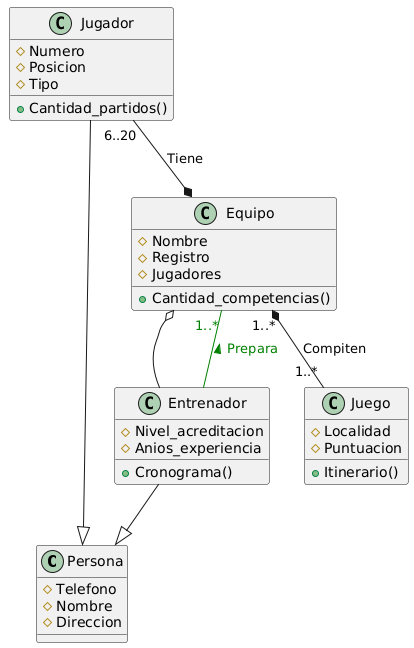 C Jugador
Numero
Posicion
Tipo
Cantidad_partidos()
6..20
Tiene
C Equipo
Nombre
Registro
Jugadores
Cantidad_competencias()
1..*
1..*
Prepara
Compiten
1..*
C Entrenador
Nivel_acreditacion
Anios_experiencia
Cronograma()
C Juego
Localidad
Puntuacion
Itinerario()
C Persona
Telefono
Nombre
Direccion